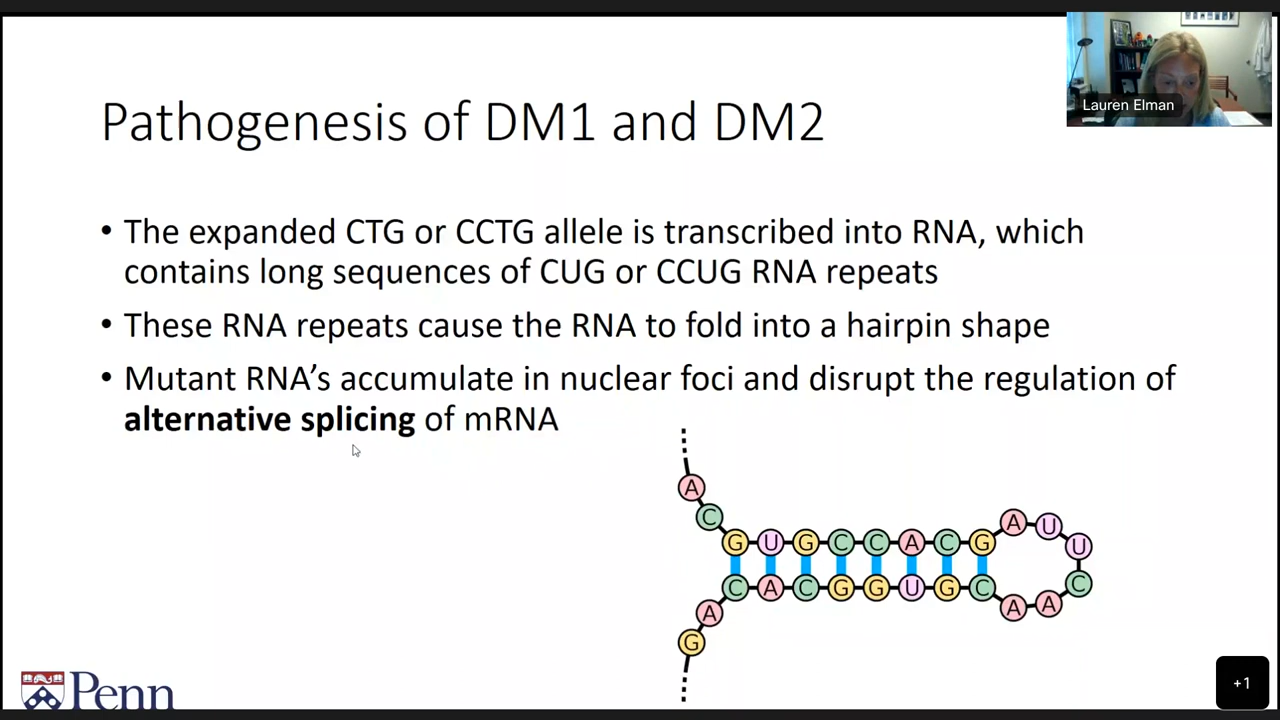 Lauren Elman
Pathogenesis of DM1 and DM2
• The expanded CTG or CCTG allele is transcribed into RNA, which
contains long sequences of CUG or CCUG RNA repeats
• These RNA repeats cause the RNA to fold into a hairpin shape
• Mutant RNA’s accumulate in nuclear foci and disrupt the regulation of
alternative splicing of mRNA
A
C
G U G C C A C G A U U
C A C G G U G C A A C
A
G
Penn
+1